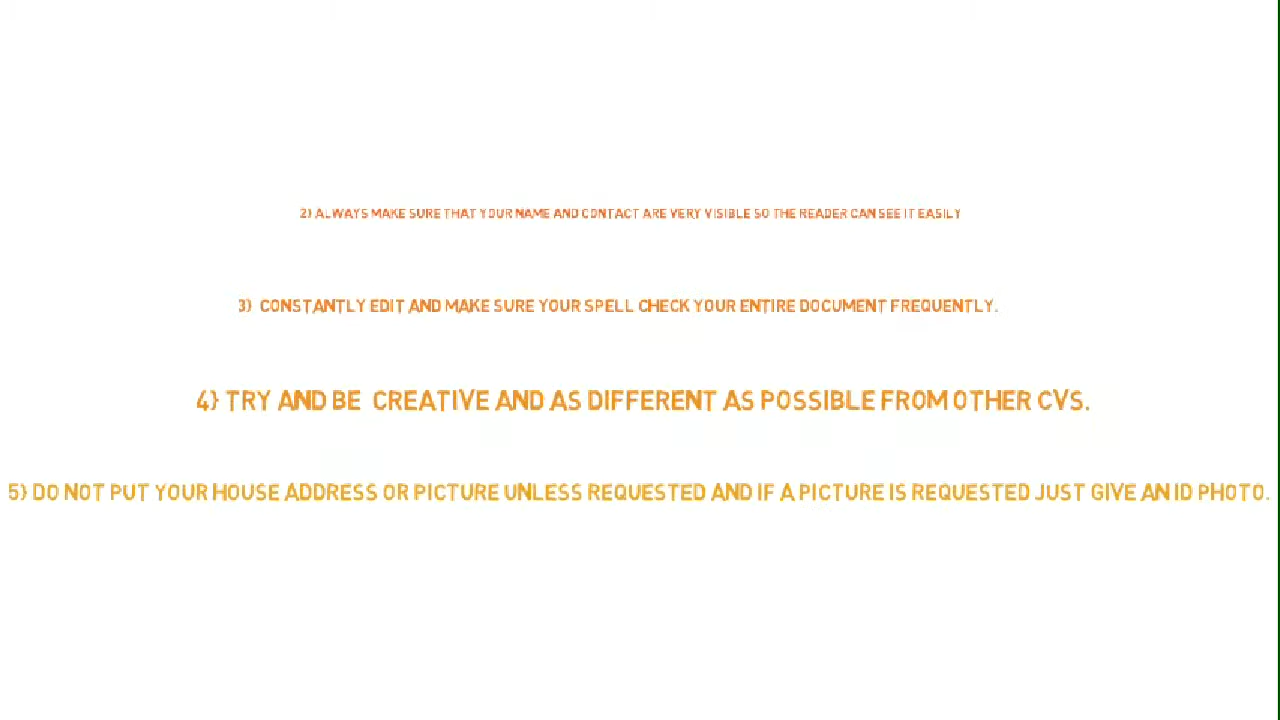 2) ALWAYS MAKE SURE THAT YOUR NAME AND CONTACT ARE VERY VISIBLE SO THE READER CAN SEE IT EASILY
3) CONSTANTLY EDIT AND MAKE SURE YOUR SPELL CHECK YOUR ENTIRE DOCUMENT FREQUENTLY.
4) TRY AND BE CREATIVE AND AS DIFFERENT AS POSSIBLE FROM OTHER CVS.
5) DO NOT PUT YOUR HOUSE ADDRESS OR PICTURE UNLESS REQUESTED AND IF A PICTURE IS REQUESTED JUST GIVE AN ID PHOTO.